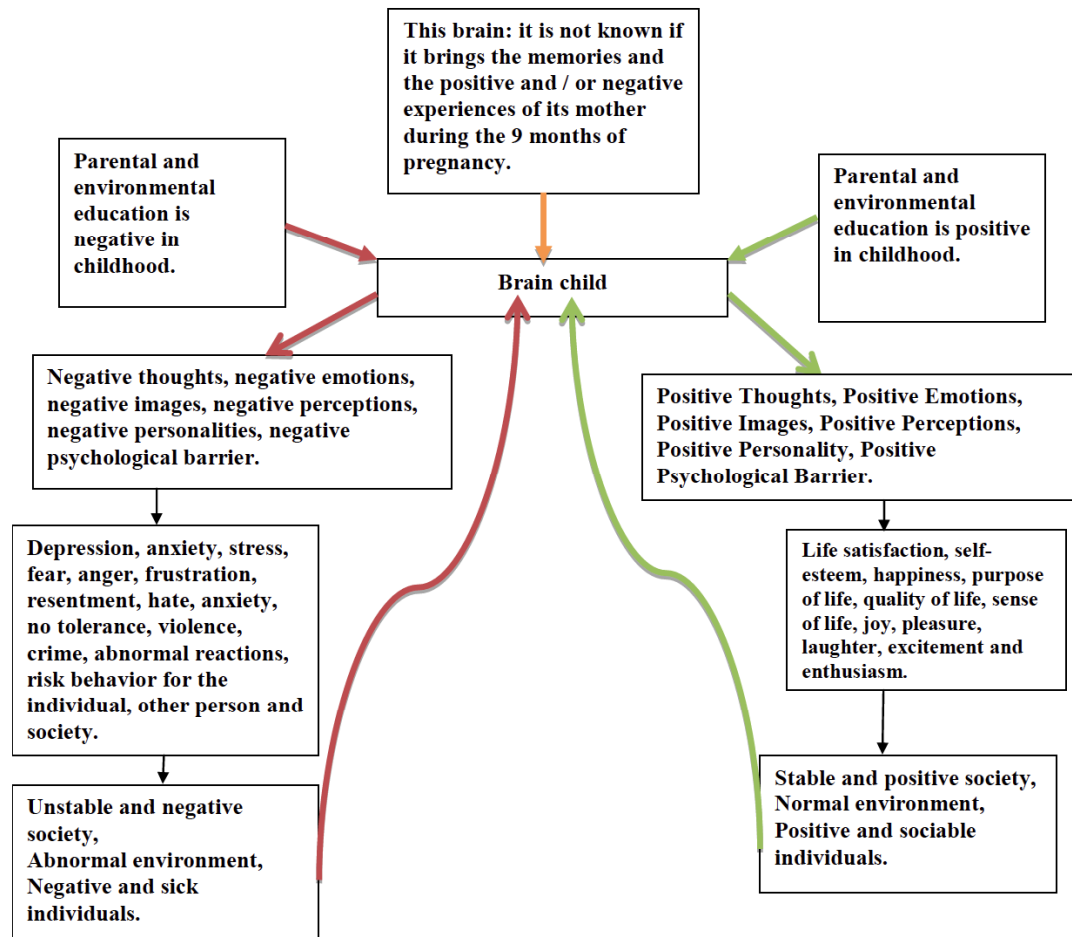 This brain: it is not known if
it brings the memories and
the positive and / or negative
experiences of its mother
during the 9 months of
pregnancy.
Parental and
environmental
education is
negative in
childhood.
Parental and
environmental
education is positive
in childhood.
Brain child
Negative thoughts, negative emotions,
negative images, negative perceptions,
negative personalities, negative
psychological barrier.
Positive Thoughts, Positive Emotions,
Positive Images, Positive Perceptions,
Positive Personality, Positive
Psychological Barrier.
Depression, anxiety, stress,
fear, anger, frustration,
resentment, hate, anxiety,
no tolerance, violence,
crime, abnormal reactions,
risk behavior for the
individual, other person and
society.
Life satisfaction, self-
esteem, happiness, purpose
of life, quality of life, sense
of life, joy, pleasure,
laughter, excitement and
enthusiasm.
Unstable and negative
society,
Abnormal environment,
Negative and sick
individuals.
Stable and positive society,
Normal environment,
Positive and sociable
individuals.